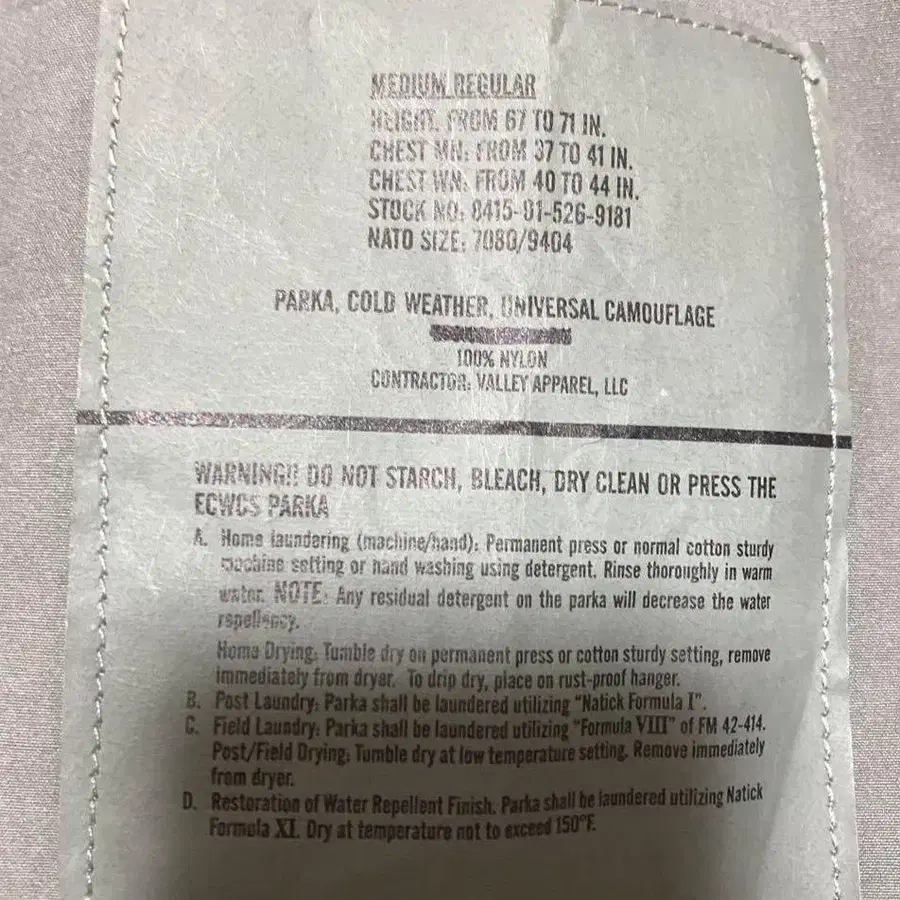 MEDIUM REGULAR
HEIGHT. FROM 67 TO 71 IN.
CHEST MN: FROM 37 TO 41 IN.
CHEST WN: FROM 40 TO 44 IN.
STOCK NO: 8415-01-526-9181
NATO SIZE: 7080/9404
PARKA, COLD WEATHER, UNIVERSAL CAMOUFLAGE
100% NYLON
CONTRACTOR: VALLEY APPAREL, LLC
WARNING!! DO NOT STARCH, BLEACH, DRY CLEAN OR PRESS THE
ECWCS PARKA
A. Home laundering (machine/hand): Permanent press or normal cotton sturdy
machine setting or hand washing using detergent. Rinse thoroughly in warm
water. NOTE: Any residual detergent on the parka will decrease the water
repellency.
Home Drying: Tumble dry on permanent press or cotton sturdy setting, remove
immediately from dryer. To drip dry, place on rust-proof hanger.
B. Post Laundry: Parka shall be laundered utilizing "Natick Formula I".
C. Field Laundry: Parka shall be laundered utilizing "Formula VIII" of FM 42-414.
Post/Field Drying: Tumble dry at low temperature setting. Remove immediately
from dryer.
D. Restoration of Water Repellent Finish. Parka shall be laundered utilizing Natick
Formula XI. Dry at temperature not to exceed 150°F.